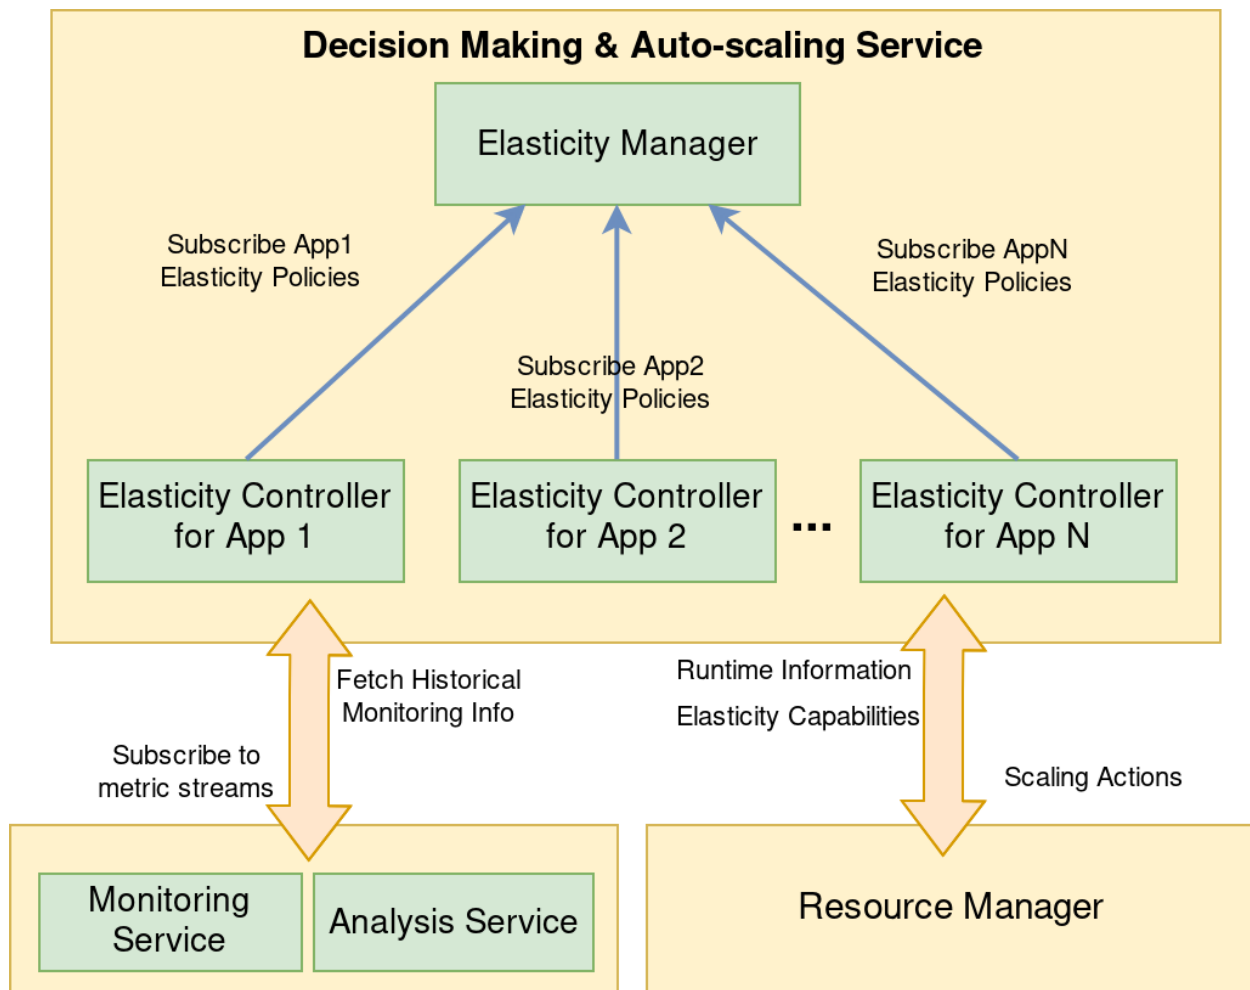 Decision Making & Auto-scaling Service
Elasticity Manager
Subscribe App1
Elasticity Policies
Subscribe AppN
Elasticity Policies
Subscribe App2
Elasticity Policies
Elasticity Controller
for App 1
Elasticity Controller
for App 2
...
Elasticity Controller
for App N
Fetch Historical
Monitoring Info
Subscribe to
metric streams
Runtime Information
Elasticity Capabilities
Scaling Actions
Monitoring
Service
Analysis Service
Resource Manager